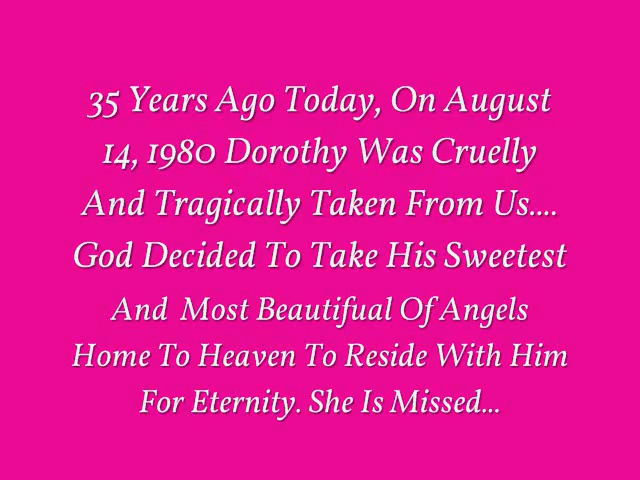 35 Years Ago Today, On August
14, 1980 Dorothy Was Cruelly
And Tragically Taken From Us....
God Decided To Take His Sweetest
And  Most Beautiful Of Angels
Home To Heaven To Reside With Him
For Eternity. She Is Missed...